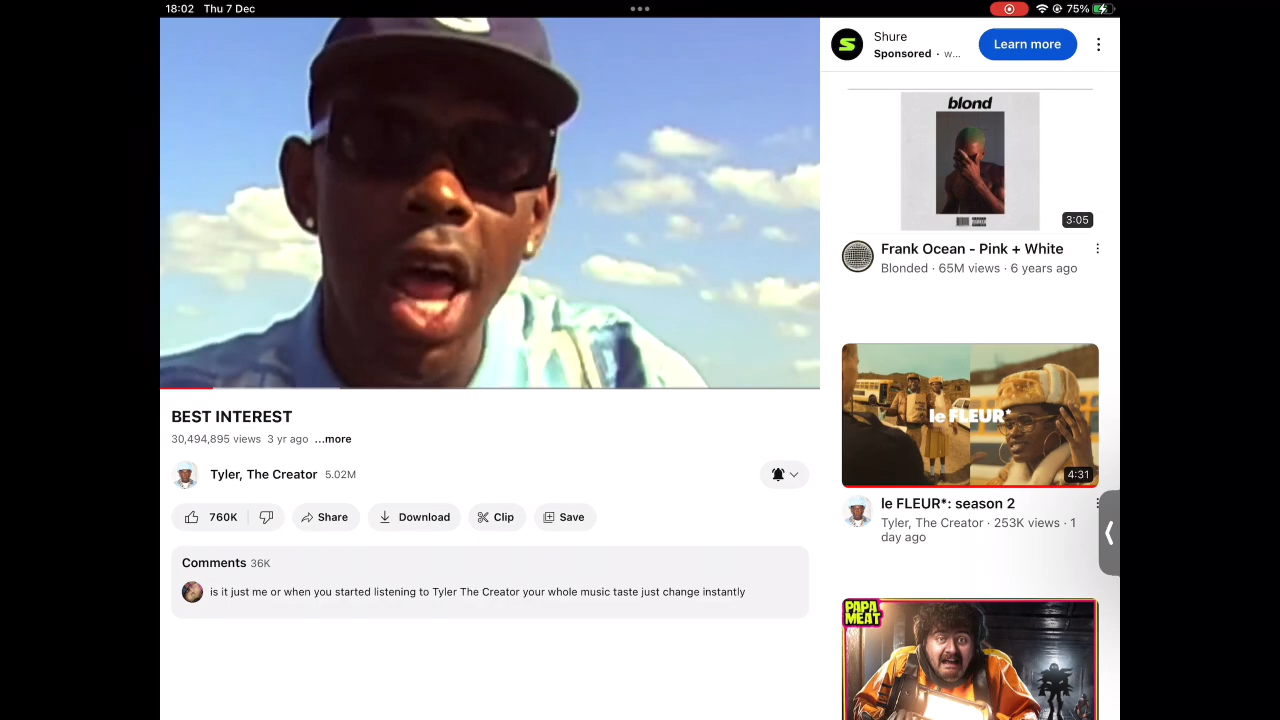 18:02 Thu 7 Dec
75%
BEST INTEREST
30,494,895 views 3 yr ago ...more
Tyler, The Creator 5.02M
760K Share Download Clip Save
Comments 36K
is it just me or when you started listening to Tyler The Creator your whole music taste just change instantly
Shure
Sponsored · w...
Learn more
blond
3:05
Frank Ocean - Pink + White
Blonded · 65M views · 6 years ago
le FLEUR*
4:31
le FLEUR*: season 2
Tyler, The Creator · 253K views · 1
day ago
PAPA
MEAT